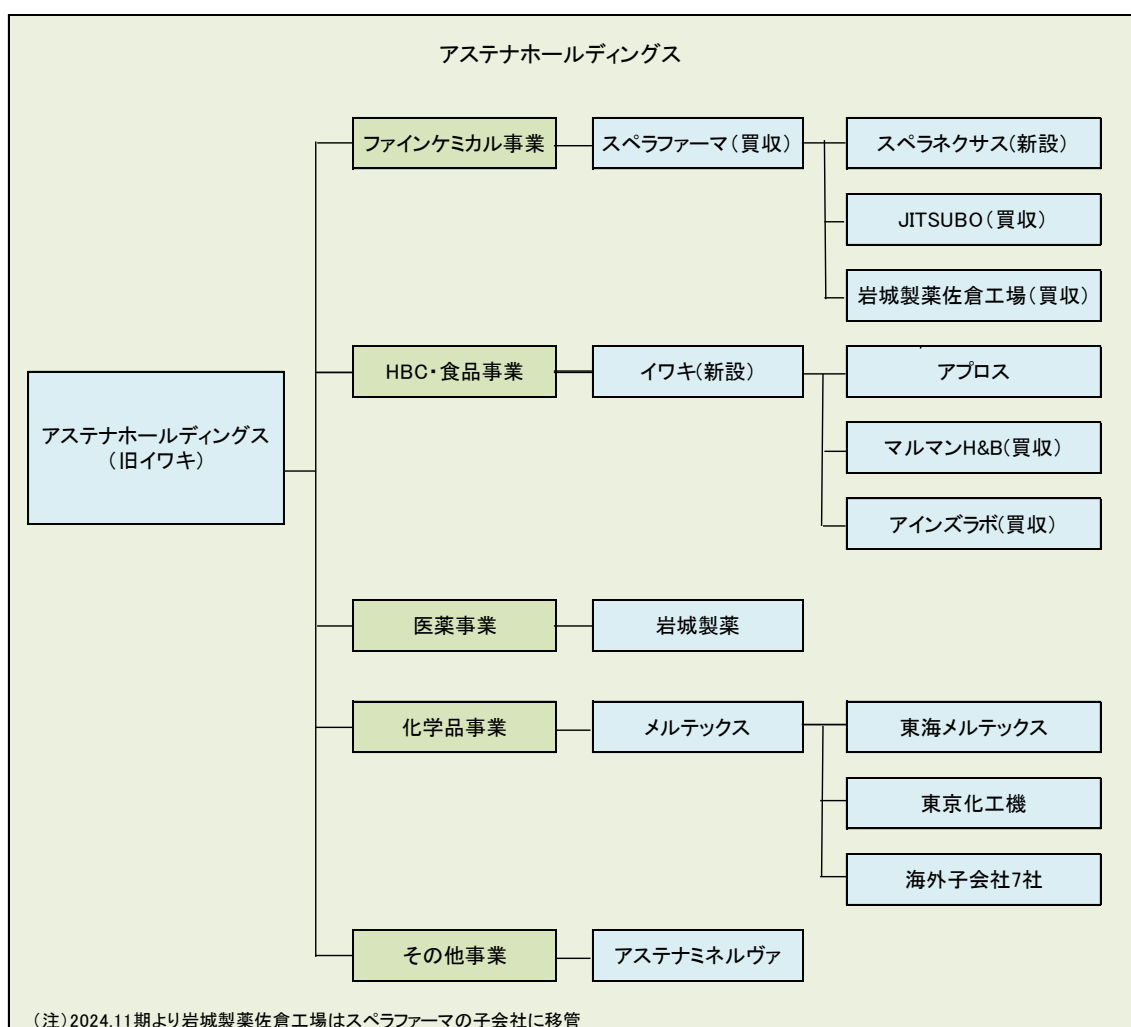 アステナホールディングス
ファインケミカル事業
スペラファーマ(買収)
スペラネクサス(新設)
JITSUBO(買収)
岩城製薬佐倉工場(買収)
HBC・食品事業
イワキ(新設)
アプロス
マルマンH&B(買収)
アインズラボ(買収)
アステナホールディングス
(旧イワキ)
医薬事業
岩城製薬
化学品事業
メルテックス
東海メルテックス
東京化工機
海外子会社7社
その他事業
アステナミネルヴァ
(注)2024.11期より岩城製薬佐倉工場はスペラファーマの子会社に移管